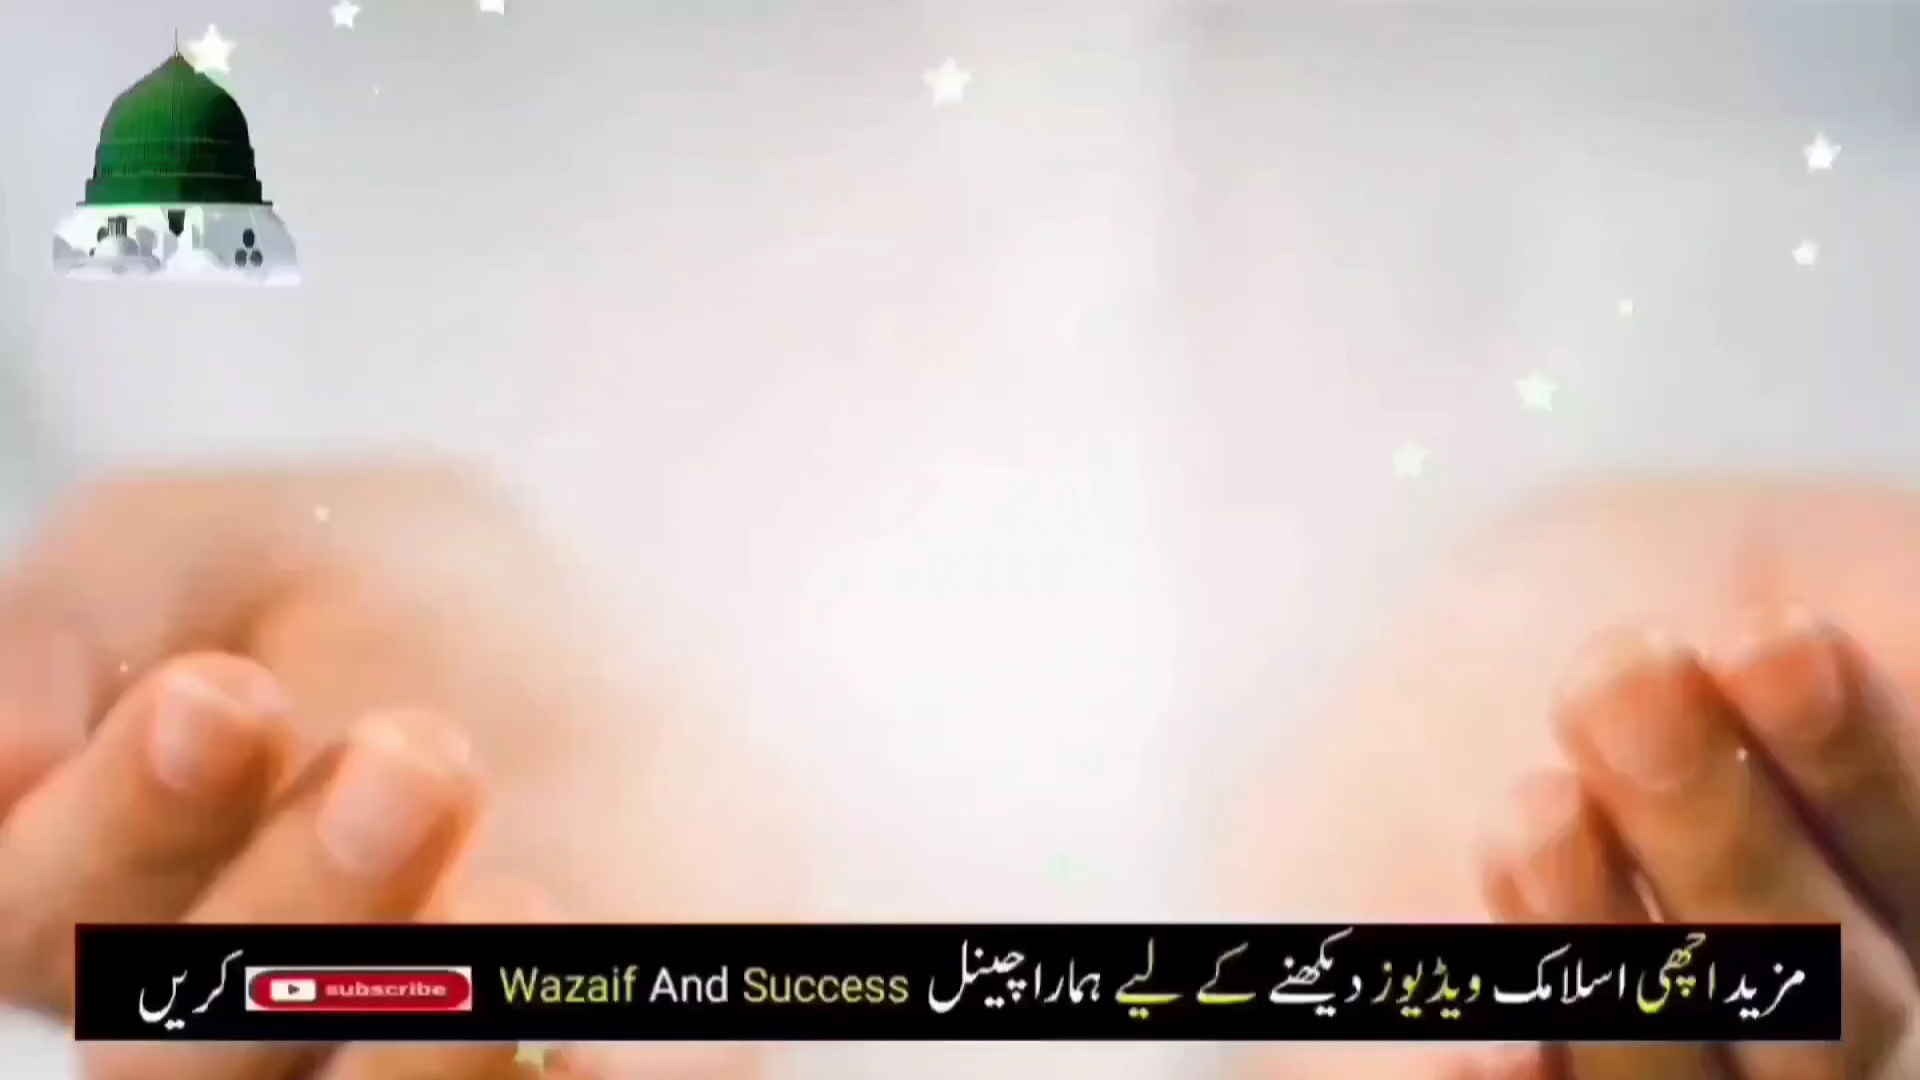 مزید اچھی اسلامک ویڈیوز دیکھنے کے لیے ہمارا چینل Wazaif And Success subscribe کریں